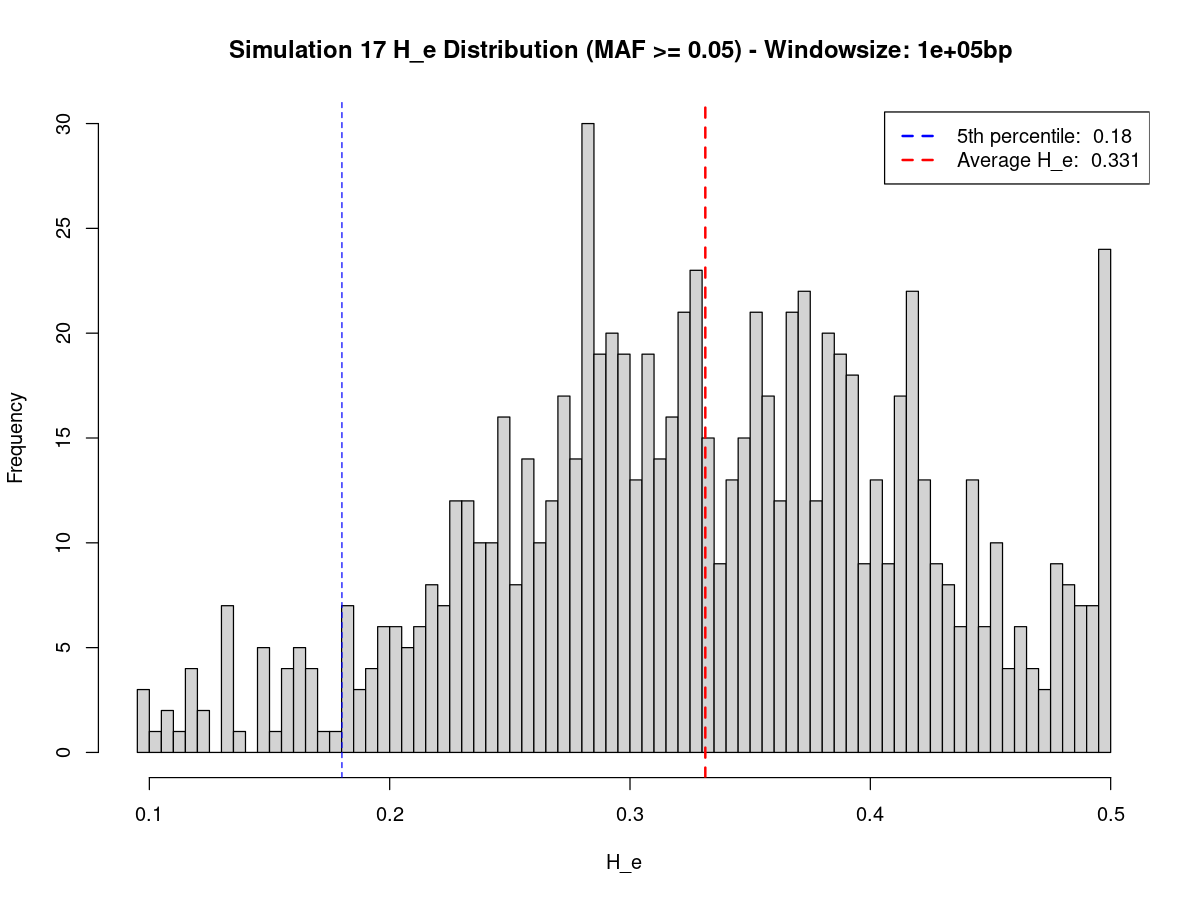 Simulation 17 H_e Distribution (MAF >= 0.05) - Windowsize: 1e+05bp
5th percentile:  0.18
Average H_e:  0.331
Frequency
30
25
20
15
10
5
0
0.1 0.2 0.3 0.4 0.5
H_e